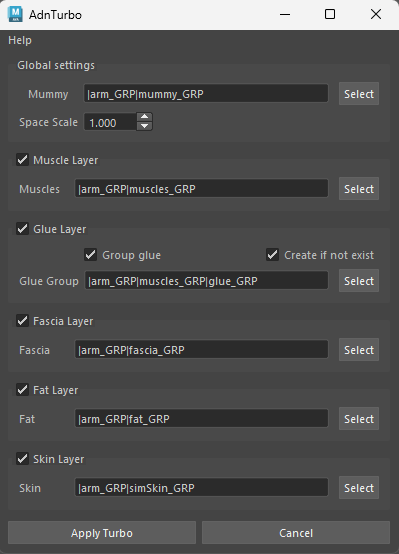 AdnTurbo
Help
Global settings
Mummy |arm_GRP|mummy_GRP Select
Space Scale 1.000
Muscle Layer
Muscles |arm_GRP|muscles_GRP Select
Glue Layer
Group glue Create if not exist
Glue Group |arm_GRP|muscles_GRP|glue_GRP Select
Fascia Layer
Fascia |arm_GRP|fascia_GRP Select
Fat Layer
Fat |arm_GRP|fat_GRP Select
Skin Layer
Skin |arm_GRP|simSkin_GRP Select
Apply Turbo Cancel